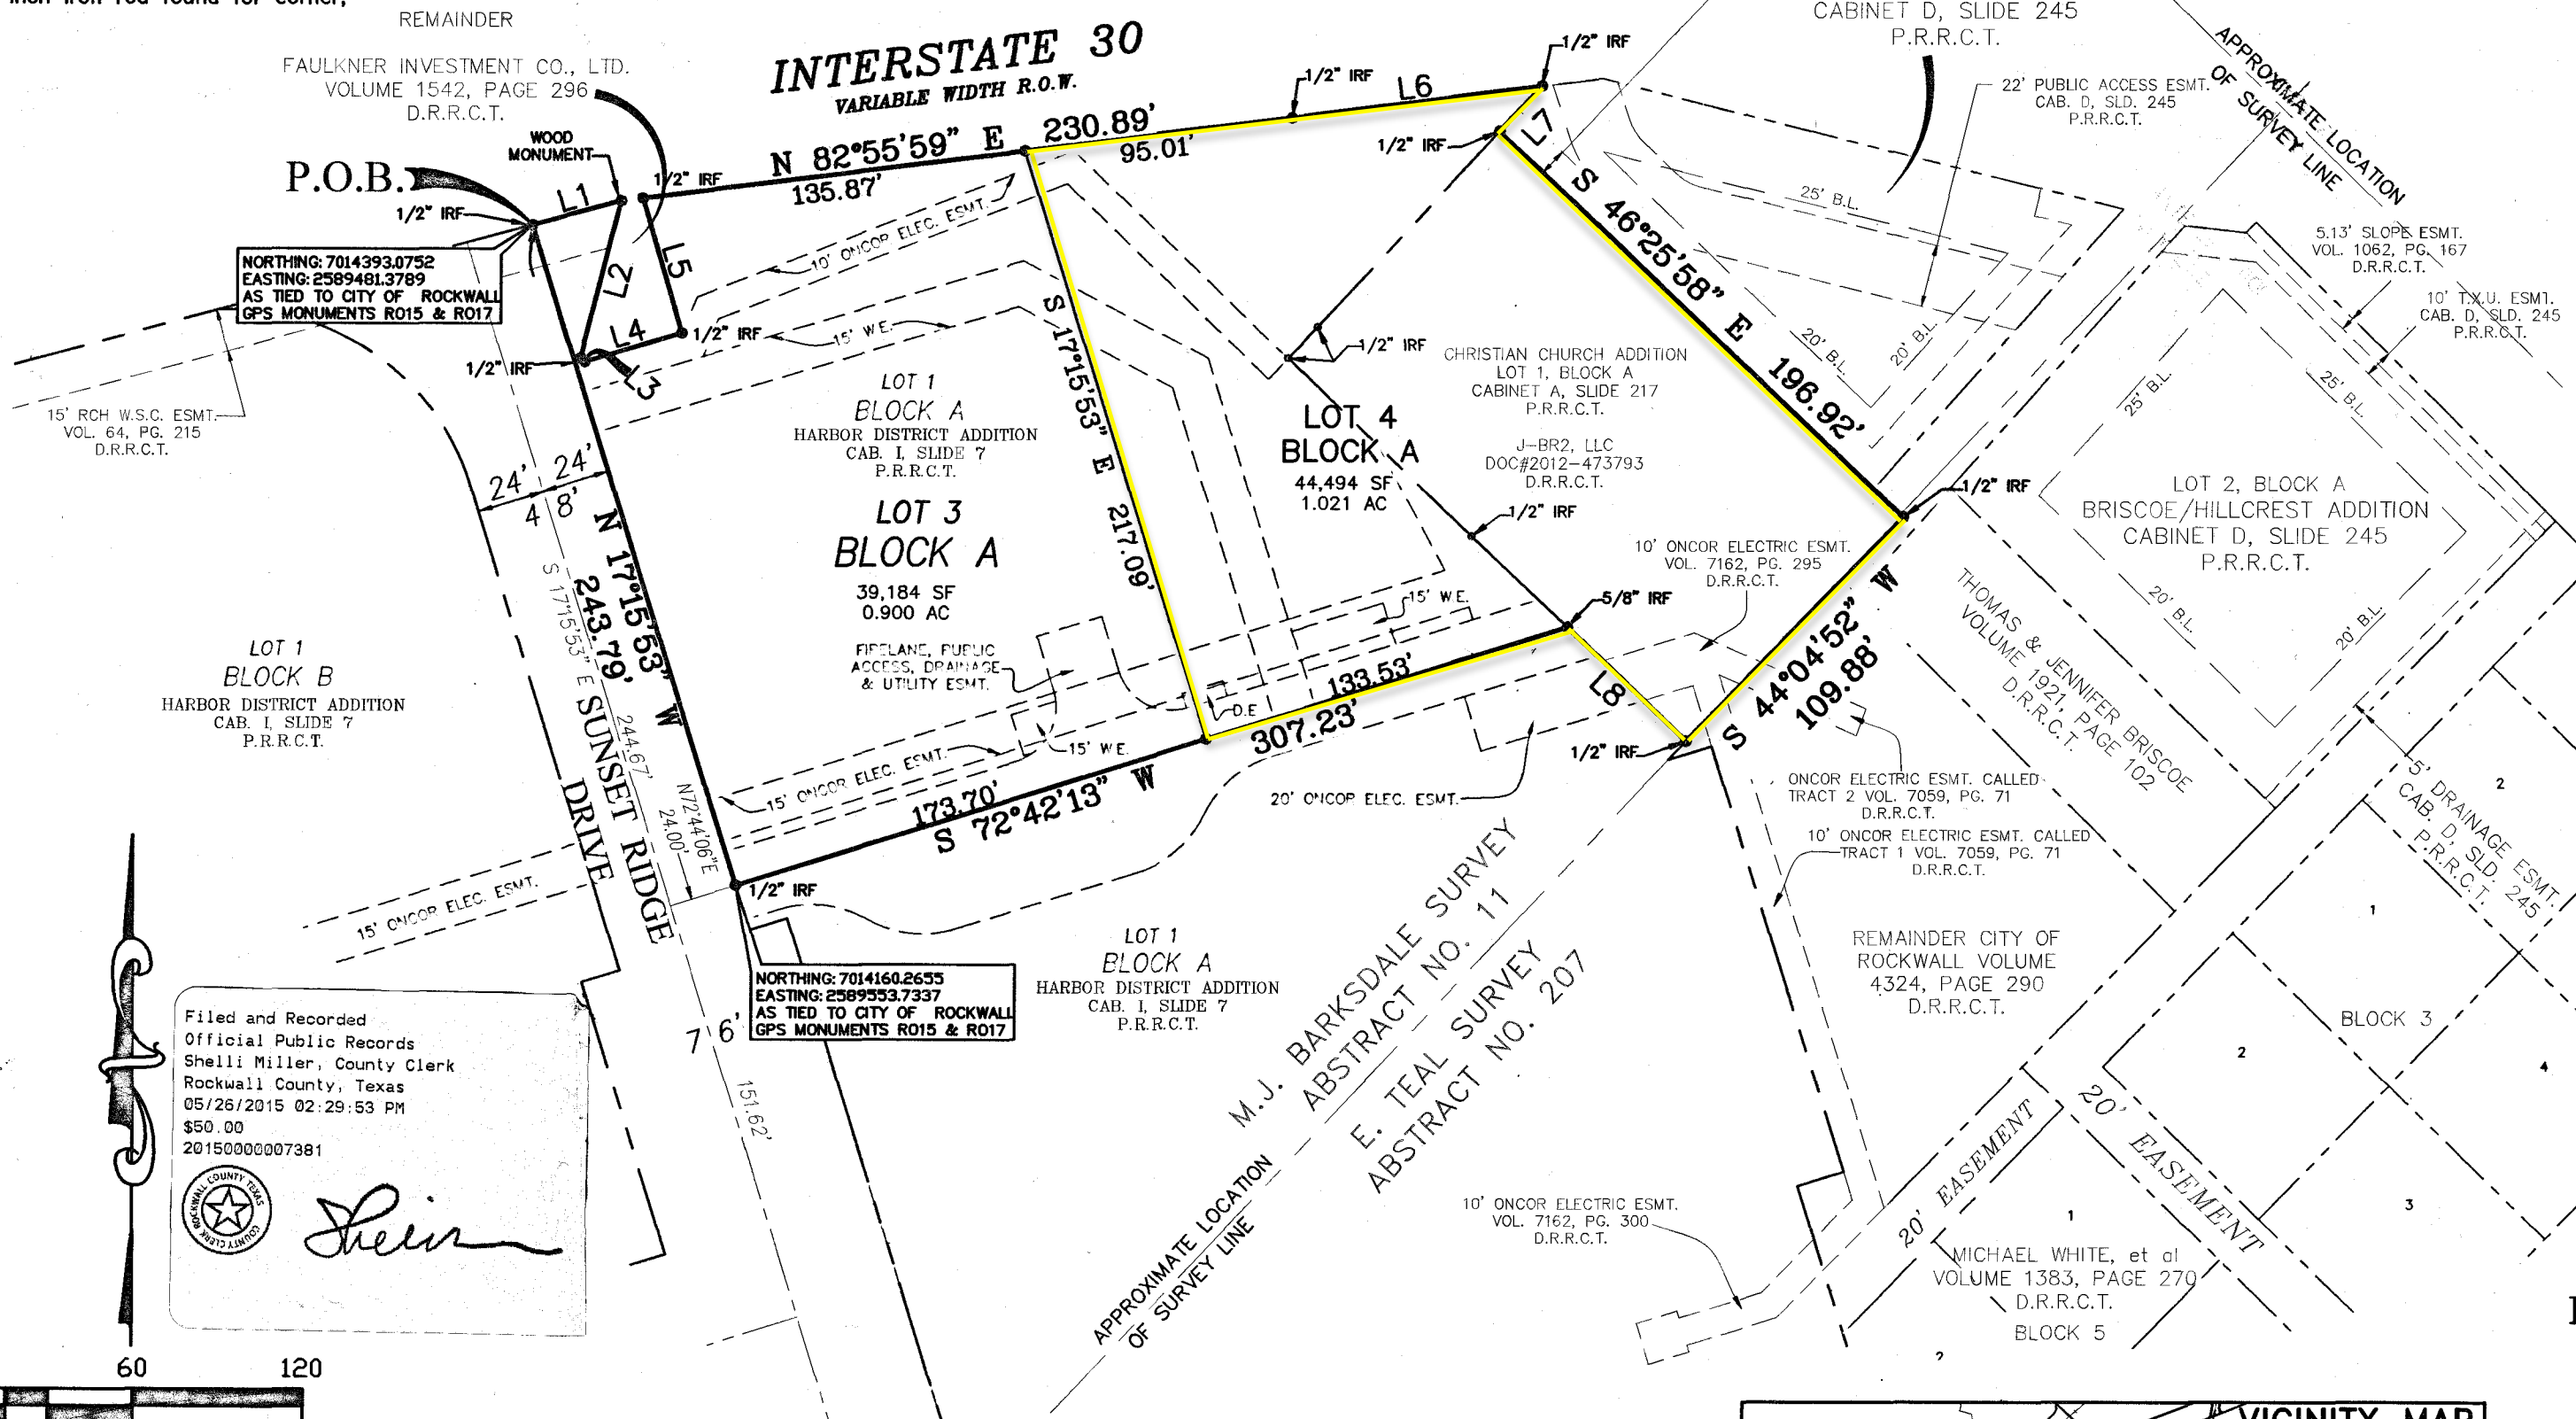 REMAINDER
FAULKNER INVESTMENT CO., LTD.
VOLUME 1542, PAGE 296
D.R.R.C.T.
INTERSTATE 30
VARIABLE WIDTH R.O.W.
CABINET D, SLIDE 245
P.R.R.C.T.
APPROXIMATE LOCATION
OF SURVEY LINE
22' PUBLIC ACCESS ESMT.
CAB. D, SLD. 245
P.R.R.C.T.
1/2" IRF
1/2" IRF
L6
L7
1/2" IRF
WOOD
MONUMENT
P.O.B.
1/2" IRF
L1
1/2" IRF
N 82°55'59" E 230.89'
135.87'
95.01'
L2
L5
L4
L3
1/2" IRF
1/2" IRF
NORTHING: 7014393.0752
EASTING: 2589481.3789
AS TIED TO CITY OF ROCKWALL
GPS MONUMENTS R015 & R017
10' ONCOR ELEC. ESMT.
15' W.E.
S 46°25'58" E 196.92'
25' B.L.
20' B.L.
20' B.L.
5.13' SLOPE ESMT.
VOL. 1062, PG. 167
D.R.R.C.T.
10' T.X.U. ESMT.
CAB. D, SLD. 245
P.R.R.C.T.
25' B.L.
25' B.L.
15' RCH W.S.C. ESMT.
VOL. 64, PG. 215
D.R.R.C.T.
24' 24'
4 8'
LOT 1
BLOCK A
HARBOR DISTRICT ADDITION
CAB. I, SLIDE 7
P.R.R.C.T.
LOT 3
BLOCK A
39,184 SF
0.900 AC
S 17°15'53" E 217.09'
1/2" IRF
CHRISTIAN CHURCH ADDITION
LOT 1, BLOCK A
CABINET A, SLIDE 217
P.R.R.C.T.
J-BR2, LLC
DOC#2012-473793
D.R.R.C.T.
LOT 4
BLOCK A
44,494 SF
1.021 AC
1/2" IRF
1/2" IRF
LOT 2, BLOCK A
BRISCOE/HILLCREST ADDITION
CABINET D, SLIDE 245
P.R.R.C.T.
20' B.L.
20' B.L.
10' ONCOR ELECTRIC ESMT.
VOL. 7162, PG. 295
D.R.R.C.T.
15' W.E.
5/8" IRF
N 17°15'53" W
243.79'
S 17°15'53" E
244.67'
SUNSET RIDGE
DRIVE
N72°44'06"E
24.00'
FIRELANE, PUBLIC
ACCESS, DRAINAGE
& UTILITY ESMT.
D.E
15' W.E.
15' ONCOR ELEC. ESMT.
133.53'
307.23'
173.70'
S 72°42'13" W
L8
1/2" IRF
S 44°04'52" W
109.88'
20' ONCOR ELEC. ESMT.
THOMAS & JENNIFER BRISCOE
VOLUME 1921, PAGE 102
D.R.R.C.T.
ONCOR ELECTRIC ESMT. CALLED
TRACT 2 VOL. 7059, PG. 71
D.R.R.C.T.
10' ONCOR ELECTRIC ESMT. CALLED
TRACT 1 VOL. 7059, PG. 71
D.R.R.C.T.
5' DRAINAGE ESMT.
CAB. D, SLD. 245
P.R.R.C.T.
LOT 1
BLOCK B
HARBOR DISTRICT ADDITION
CAB. I, SLIDE 7
P.R.R.C.T.
15' ONCOR ELEC. ESMT.
1/2" IRF
NORTHING: 7014160.2655
EASTING: 2589553.7337
AS TIED TO CITY OF ROCKWALL
GPS MONUMENTS R015 & R017
7 6'
151.62'
LOT 1
BLOCK A
HARBOR DISTRICT ADDITION
CAB. I, SLIDE 7
P.R.R.C.T.
M.J. BARKSDALE SURVEY
ABSTRACT NO. 11
E. TEAL SURVEY
ABSTRACT NO. 207
APPROXIMATE LOCATION
OF SURVEY LINE
REMAINDER CITY OF
ROCKWALL VOLUME
4324, PAGE 290
D.R.R.C.T.
2
1
BLOCK 3
2
4
3
20' EASEMENT
20' EASEMENT
10' ONCOR ELECTRIC ESMT.
VOL. 7162, PG. 300
D.R.R.C.T.
1
MICHAEL WHITE, et al
VOLUME 1383, PAGE 270
D.R.R.C.T.
BLOCK 5
Filed and Recorded
Official Public Records
Shelli Miller, County Clerk
Rockwall County, Texas
05/26/2015 02:29:53 PM
$50.00
20150000007381
ROCKWALL COUNTY TEXAS
COUNTY CLERK
60 120
VICINITY MAP